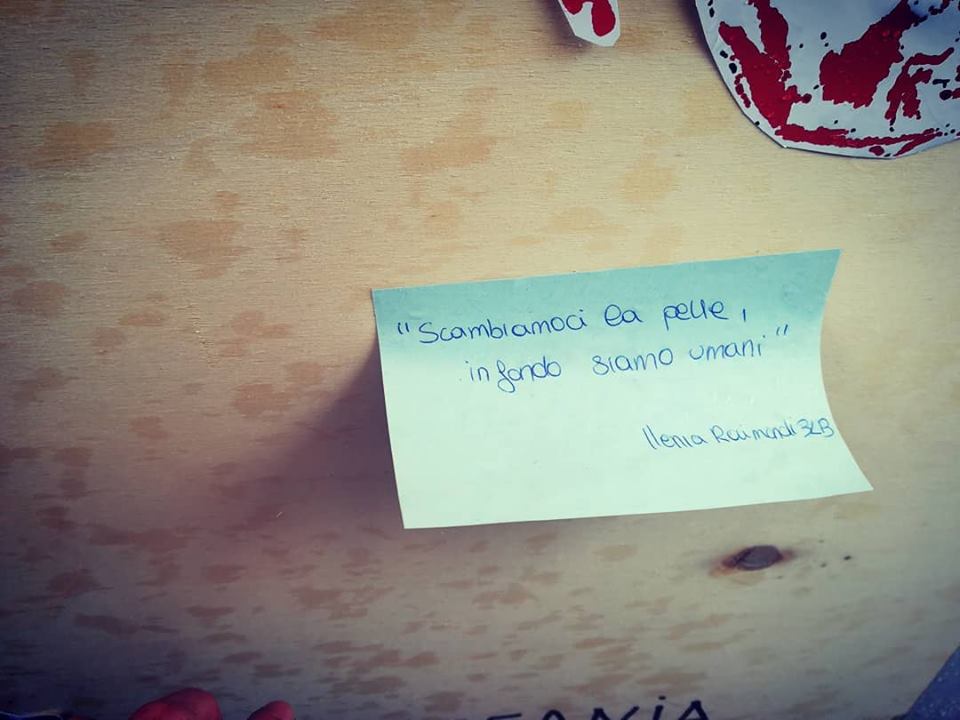 "Scambiamoci la pelle,
in fondo siamo umani"
Ilenia Raimondi 3LB